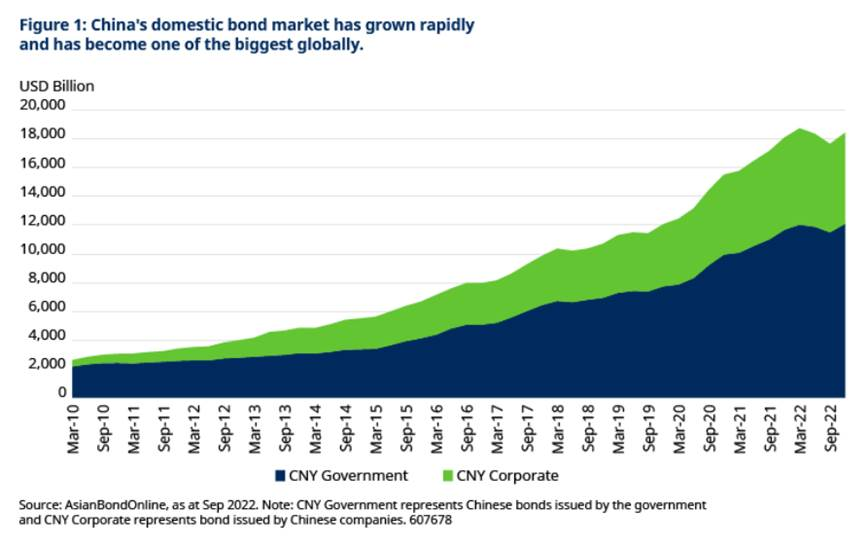 Figure 1: China's domestic bond market has grown rapidly
and has become one of the biggest globally.
USD Billion
20,000
18,000
16,000
14,000
12,000
10,000
8,000
6,000
4,000
2,000
0
Mar-10
Sep-10
Mar-11
Sep-11
Mar-12
Sep-12
Mar-13
Sep-13
Mar-14
Sep-14
Mar-15
Sep-15
Mar-16
Sep-16
Mar-17
Sep-17
Mar-18
Sep-18
Mar-19
Sep-19
Mar-20
Sep-20
Mar-21
Sep-21
Mar-22
Sep-22
CNY Government CNY Corporate
Source: AsianBondOnline, as at Sep 2022. Note: CNY Government represents Chinese bonds issued by the government
and CNY Corporate represents bond issued by Chinese companies. 607678